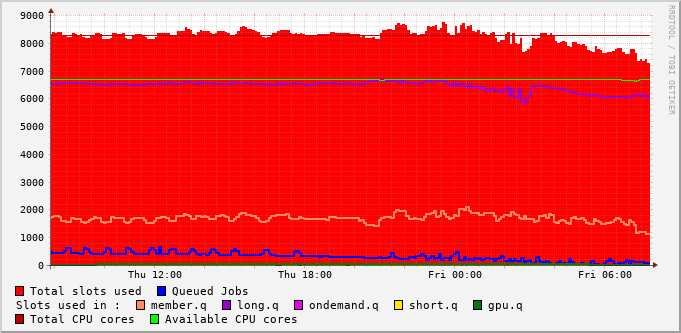 9000
8000
7000
6000
5000
4000
3000
2000
1000
0
Thu 12:00 Thu 18:00 Fri 00:00 Fri 06:00
RRDTOOL / TOBI OETIKER
Total slots used Queued Jobs
Slots used in : member.q long.q ondemand.q short.q gpu.q
Total CPU cores Available CPU cores